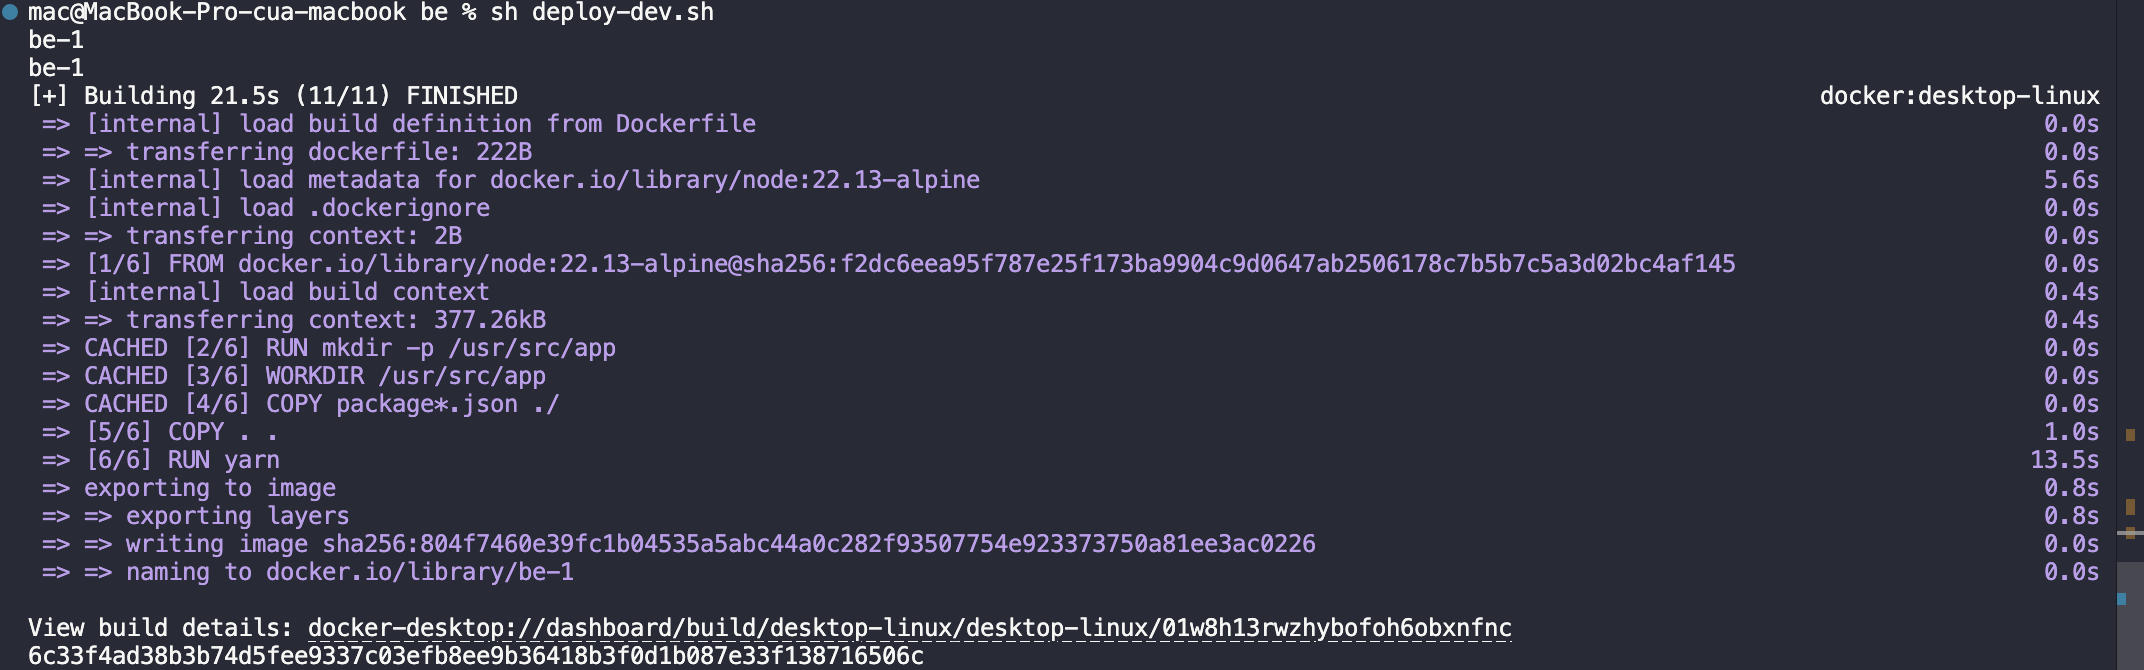 mac@MacBook-Pro-cua-macbook be % sh deploy-dev.sh
be-1
be-1
[+] Building 21.5s (11/11) FINISHED docker:desktop-linux
=> [internal] load build definition from Dockerfile 0.0s
=> => transferring dockerfile: 222B 0.0s
=> [internal] load metadata for docker.io/library/node:22.13-alpine 5.6s
=> [internal] load .dockerignore 0.0s
=> => transferring context: 2B 0.0s
=> [1/6] FROM docker.io/library/node:22.13-alpine@sha256:f2dc6eea95f787e25f173ba9904c9d0647ab2506178c7b5b7c5a3d02bc4af145 0.0s
=> [internal] load build context 0.4s
=> => transferring context: 377.26kB 0.4s
=> CACHED [2/6] RUN mkdir -p /usr/src/app 0.0s
=> CACHED [3/6] WORKDIR /usr/src/app 0.0s
=> CACHED [4/6] COPY package*.json ./ 0.0s
=> [5/6] COPY . . 1.0s
=> [6/6] RUN yarn 13.5s
=> exporting to image 0.8s
=> => exporting layers 0.8s
=> => writing image sha256:804f7460e39fc1b04535a5abc44a0c282f93507754e923373750a81ee3ac0226 0.0s
=> => naming to docker.io/library/be-1 0.0s
View build details: docker-desktop://dashboard/build/desktop-linux/desktop-linux/01w8h13rwzhybofoh6obxnfnc
6c33f4ad38b3b74d5fee9337c03efb8ee9b36418b3f0d1b087e33f138716506c